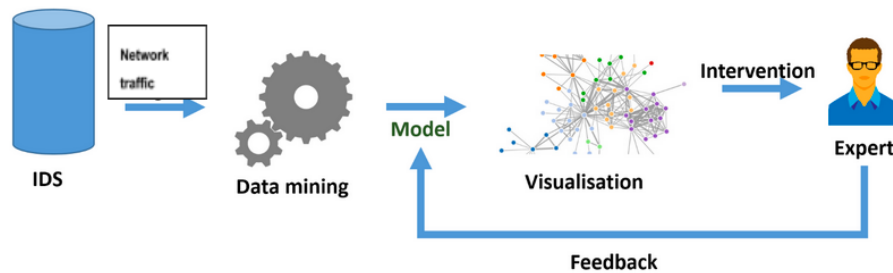 Network
traffic
Intervention
Model
IDS
Data mining
Visualisation
Expert
Feedback